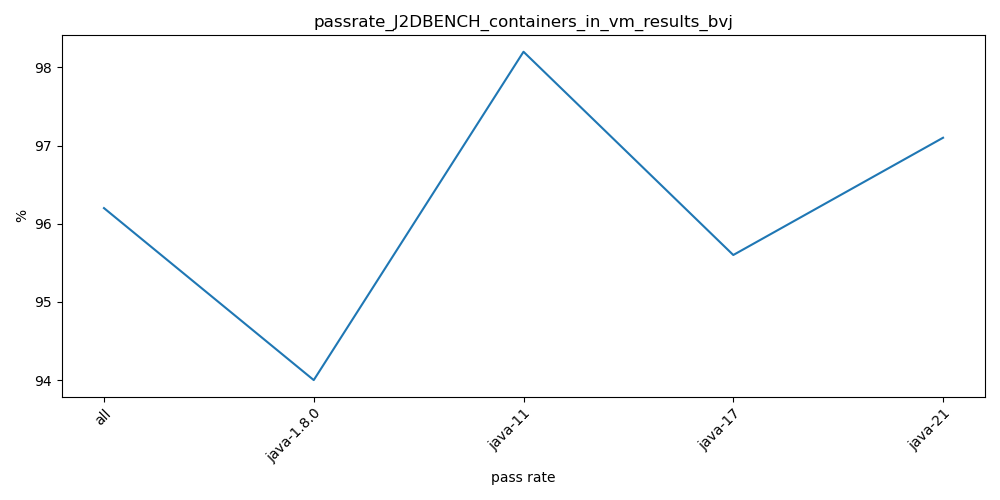 passrate_J2DBENCH_containers_in_vm_results_bvj
98
97
96
95
94
%
all
java-1.8.0
java-11
java-17
java-21
pass rate